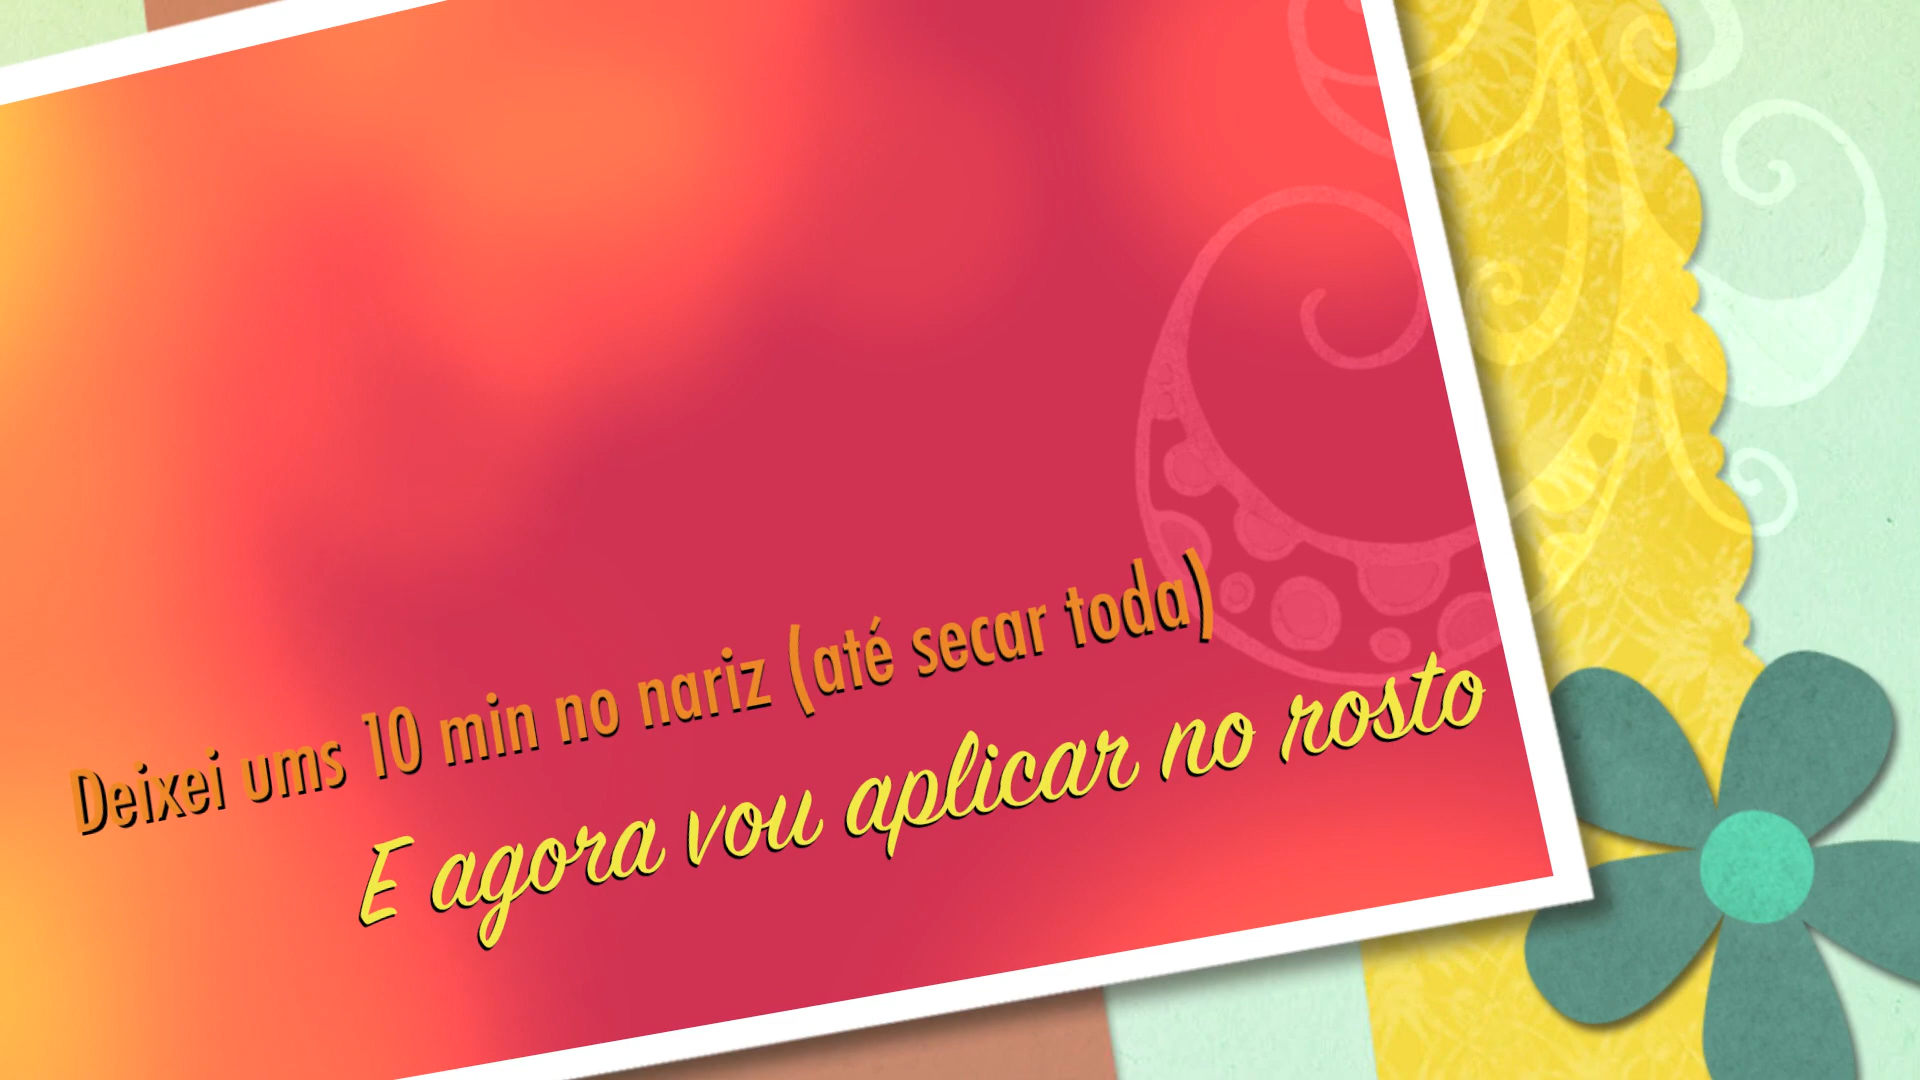 Deixei ums 10 min no nariz (até secar toda)
E agora vou aplicar no rosto